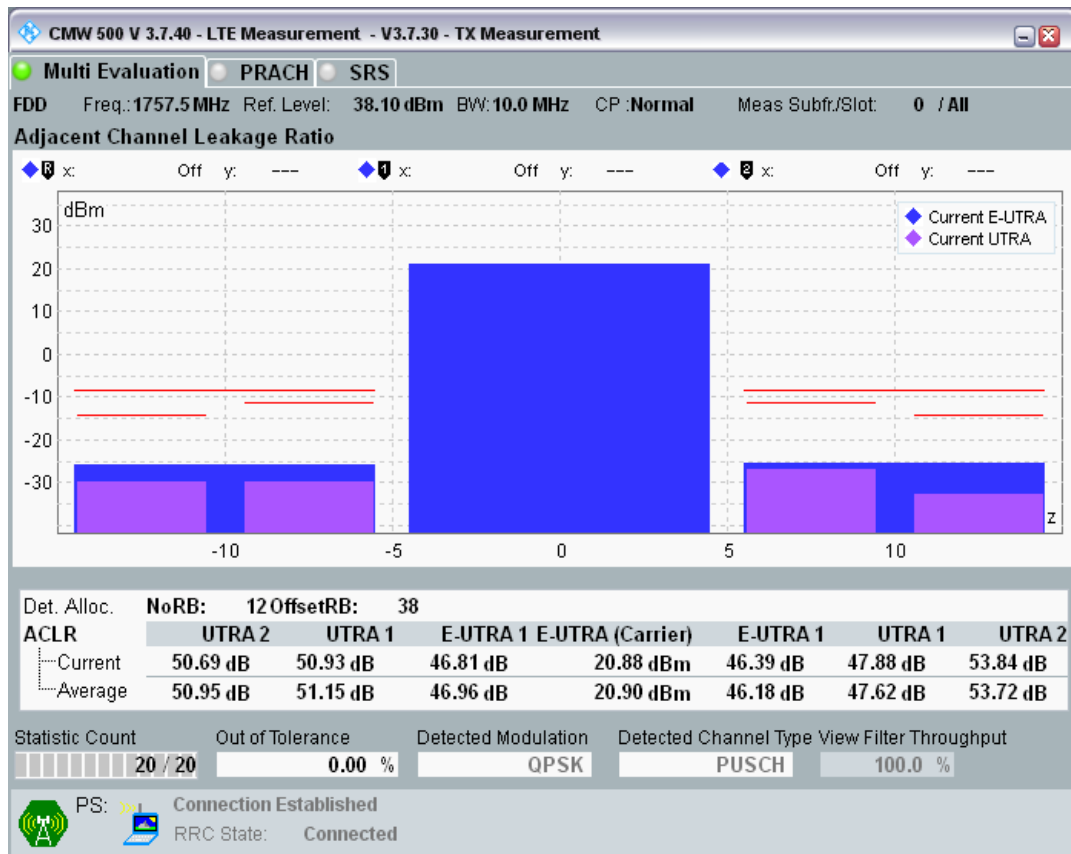 CMW 500 V 3.7.40 - LTE Measurement - V3.7.30 - TX Measurement
Multi Evaluation PRACH SRS
FDD Freq.: 1757.5 MHz Ref. Level: 38.10 dBm BW: 10.0 MHz CP : Normal Meas Subfr./Slot: 0 / All
Adjacent Channel Leakage Ratio
R x: Off y: --- 1 x: Off y: --- 2 x: Off y: ---
dBm
Current E-UTRA
Current UTRA
30
20
10
0
-10
-20
-30
z
-10 -5 0 5 10
Det. Alloc. NoRB: 12 OffsetRB: 38
ACLR UTRA 2 UTRA 1 E-UTRA 1 E-UTRA (Carrier) E-UTRA 1 UTRA 1 UTRA 2
Current 50.69 dB 50.93 dB 46.81 dB 20.88 dBm 46.39 dB 47.88 dB 53.84 dB
Average 50.95 dB 51.15 dB 46.96 dB 20.90 dBm 46.18 dB 47.62 dB 53.72 dB
Statistic Count Out of Tolerance Detected Modulation Detected Channel Type View Filter Throughput
20 / 20 0.00 % QPSK PUSCH 100.0 %
PS: Connection Established
RRC State: Connected